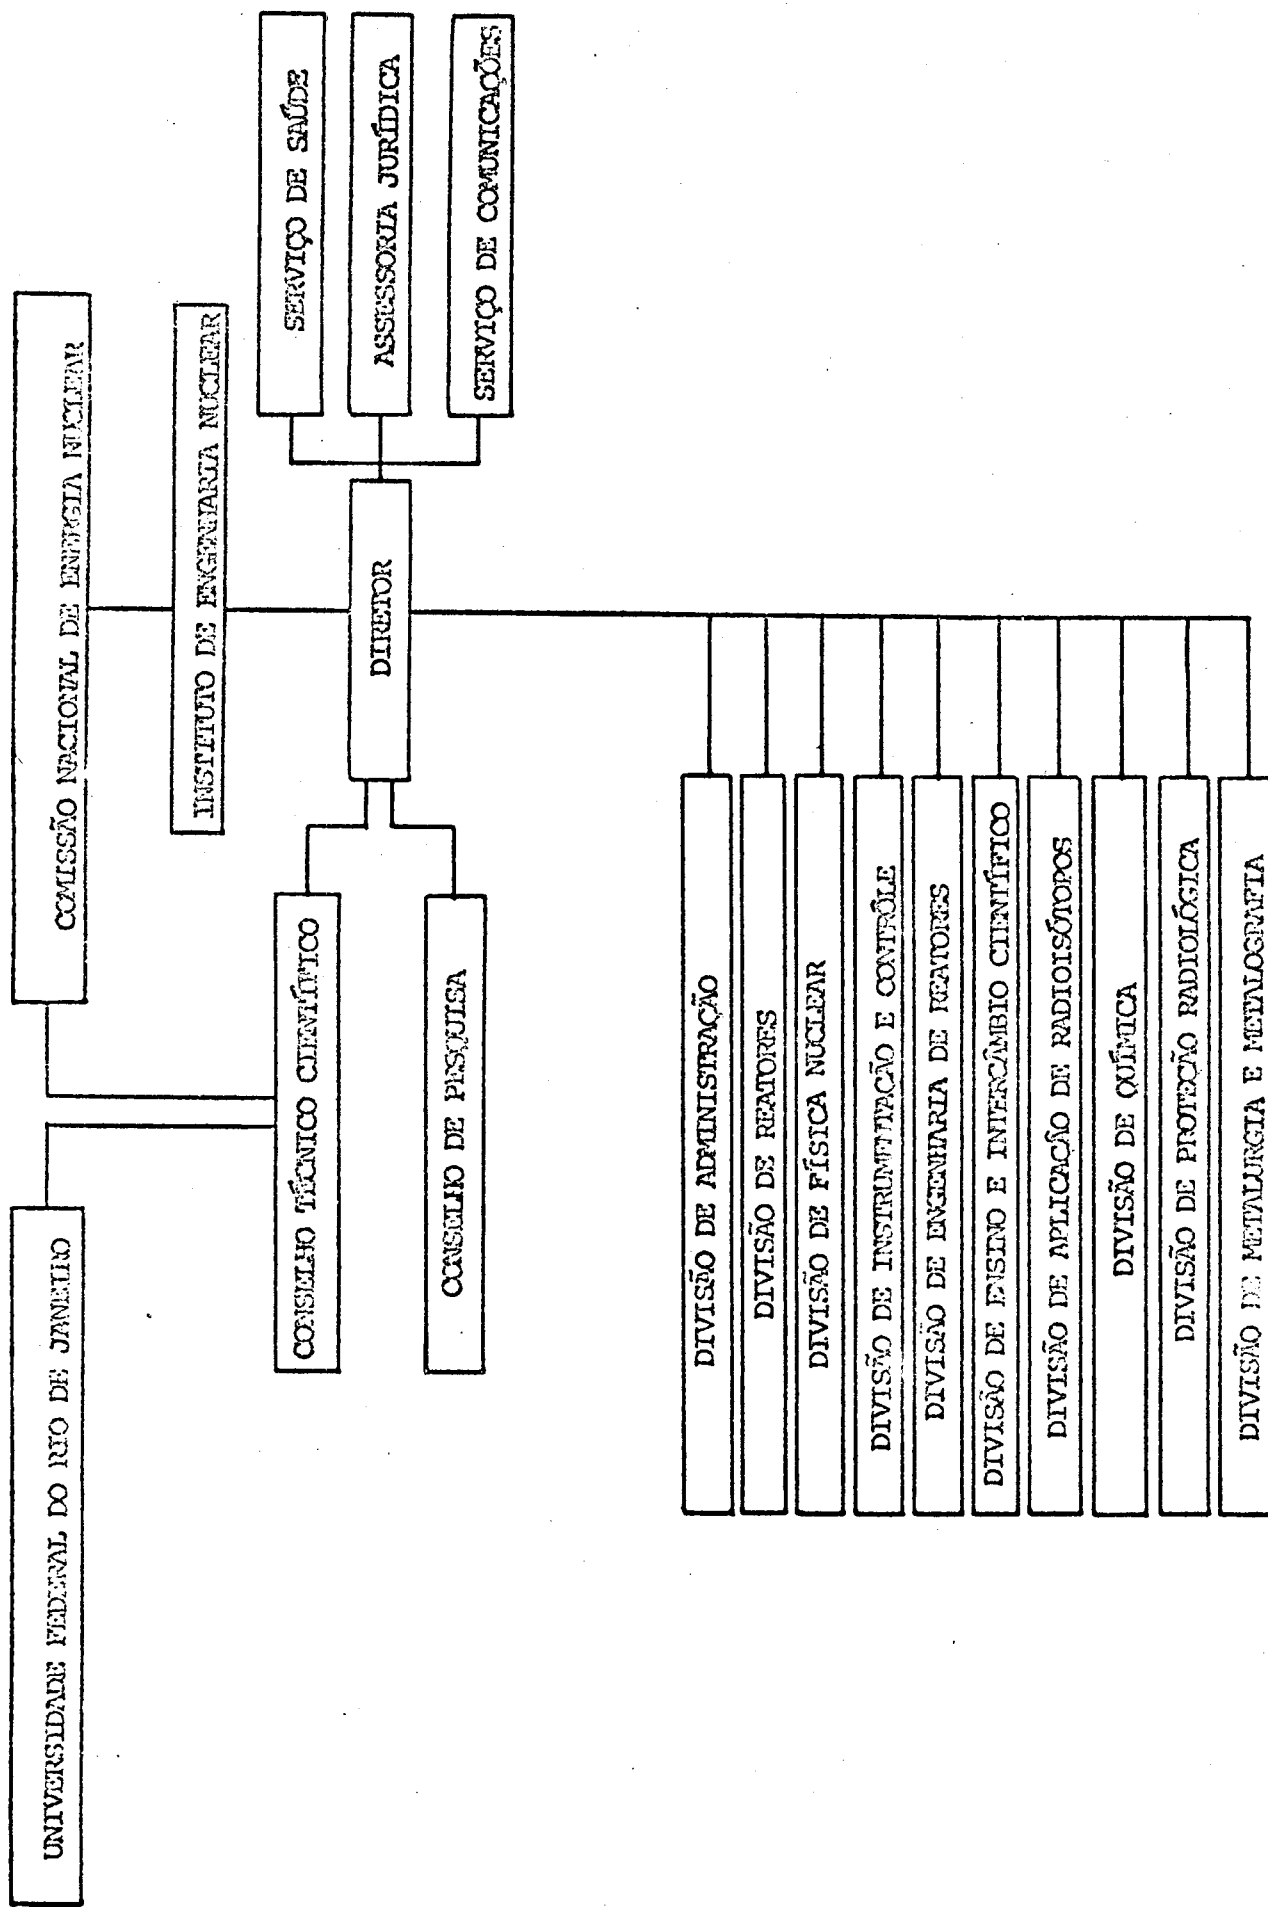 UNIVERSIDADE FEDERAL DO RIO DE JANEIRO
COMISSÃO NACIONAL DE ENERGIA NUCLEAR
INSTITUTO DE ENGENHARIA NUCLEAR
CONSELHO TÉCNICO CIENTÍFICO
SERVIÇO DE SAÚDE
DIRETOR
ASSESSORIA JURÍDICA
CONSELHO DE PESQUISA
SERVIÇO DE COMUNICAÇÕES
DIVISÃO DE ADMINISTRAÇÃO
DIVISÃO DE REATORES
DIVISÃO DE FÍSICA NUCLEAR
DIVISÃO DE INSTRUMENTAÇÃO E CONTRÔLE
DIVISÃO DE ENGENHARIA DE REATORES
DIVISÃO DE ENSINO E INTERCÂMBIO CIENTÍFICO
DIVISÃO DE APLICAÇÃO DE RADIOISÓTOPOS
DIVISÃO DE QUÍMICA
DIVISÃO DE PROTEÇÃO RADIOLÓGICA
DIVISÃO DE METALURGIA E METALOGRAFIA